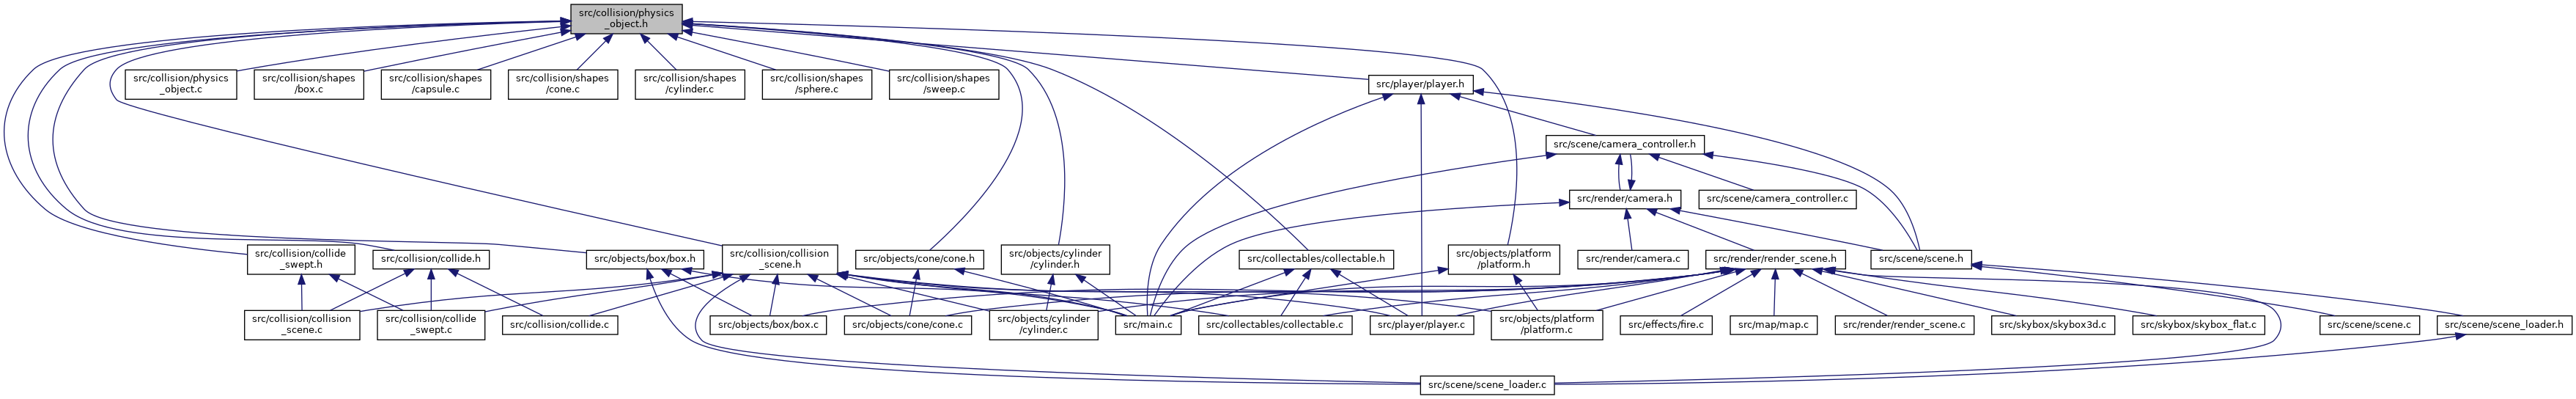 src/collision/physics
_object.h
src/collision/physics
_object.c
src/collision/shapes
/box.c
src/collision/shapes
/capsule.c
src/collision/shapes
/cone.c
src/collision/shapes
/cylinder.c
src/collision/shapes
/sphere.c
src/collision/shapes
/sweep.c
src/player/player.h
src/scene/camera_controller.h
src/render/camera.h
src/scene/camera_controller.c
src/collision/collide
_swept.h
src/collision/collide.h
src/objects/box/box.h
src/collision/collision
_scene.h
src/objects/cone/cone.h
src/objects/cylinder
/cylinder.h
src/collectables/collectable.h
src/objects/platform
/platform.h
src/render/camera.c
src/render/render_scene.h
src/scene/scene.h
src/collision/collision
_scene.c
src/collision/collide
_swept.c
src/collision/collide.c
src/objects/box/box.c
src/objects/cone/cone.c
src/objects/cylinder
/cylinder.c
src/main.c
src/collectables/collectable.c
src/player/player.c
src/objects/platform
/platform.c
src/effects/fire.c
src/map/map.c
src/render/render_scene.c
src/skybox/skybox3d.c
src/skybox/skybox_flat.c
src/scene/scene.c
src/scene/scene_loader.h
src/scene/scene_loader.c